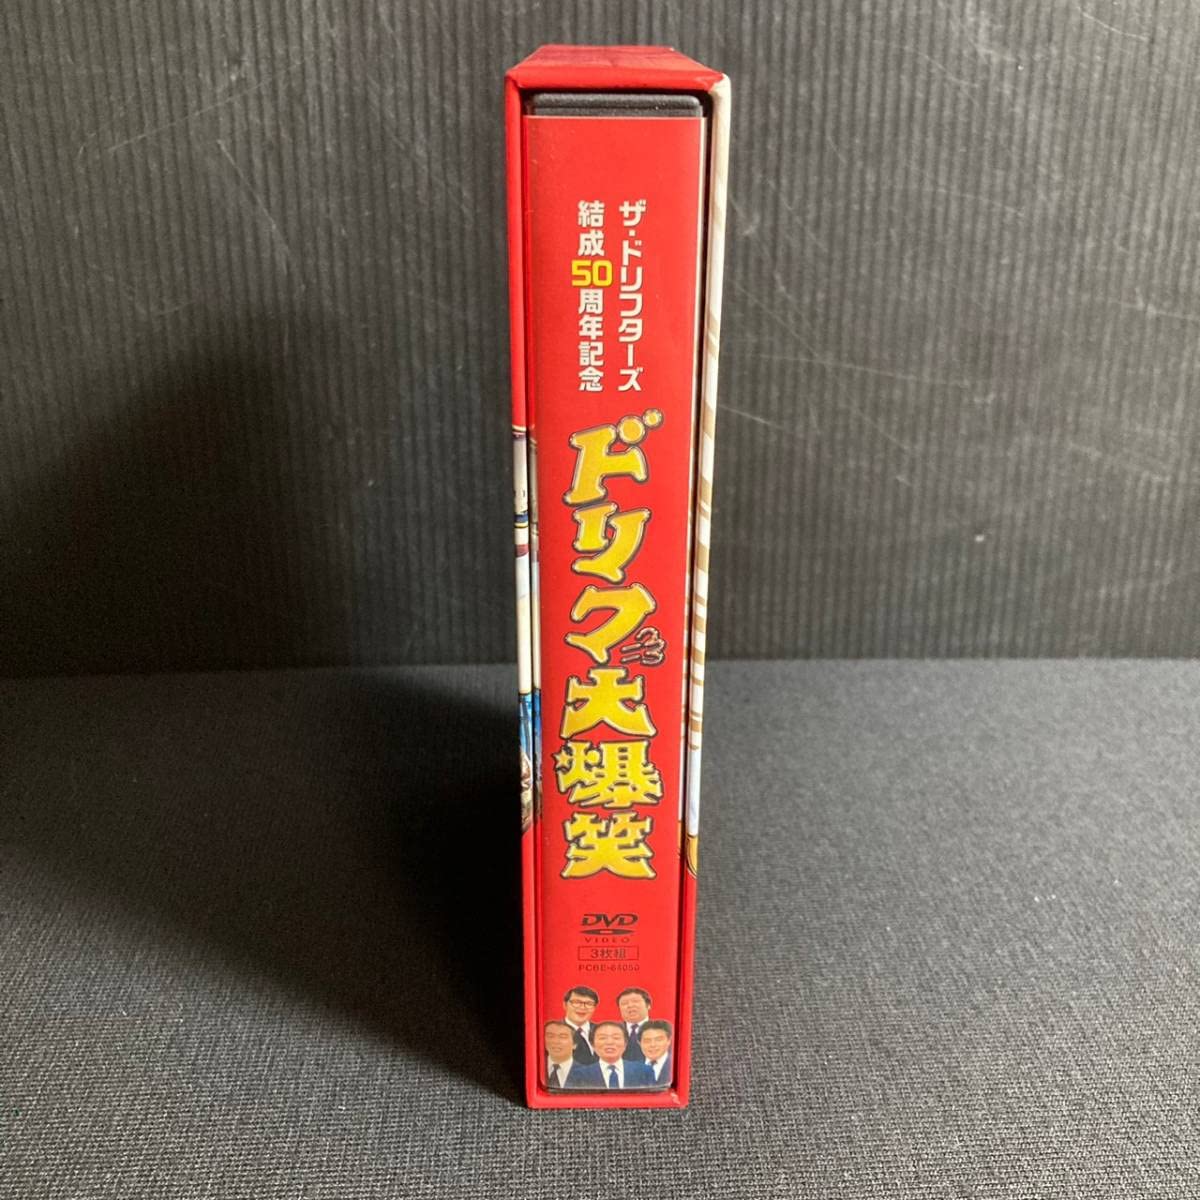 ザ・ドリフターズ
結成50周年記念
ドリフ大爆笑
DVD
VIDEO
3枚組